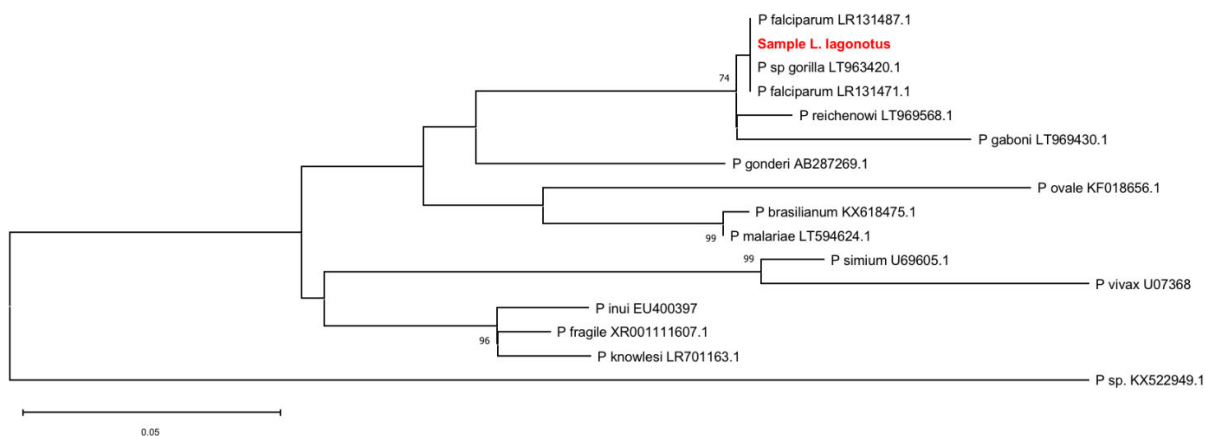 P falciparum LR131487.1
Sample L. lagonotus
P sp gorilla LT963420.1
74
P falciparum LR131471.1
P reichenowi LT969568.1
P gaboni LT969430.1
P gonderi AB287269.1
P ovale KF018656.1
P brasilianum KX618475.1
99
P malariae LT594624.1
99
P simium U69605.1
P vivax U07368
P inui EU400397
P fragile XR001111607.1
96
P knowlesi LR701163.1
P sp. KX522949.1
0.05